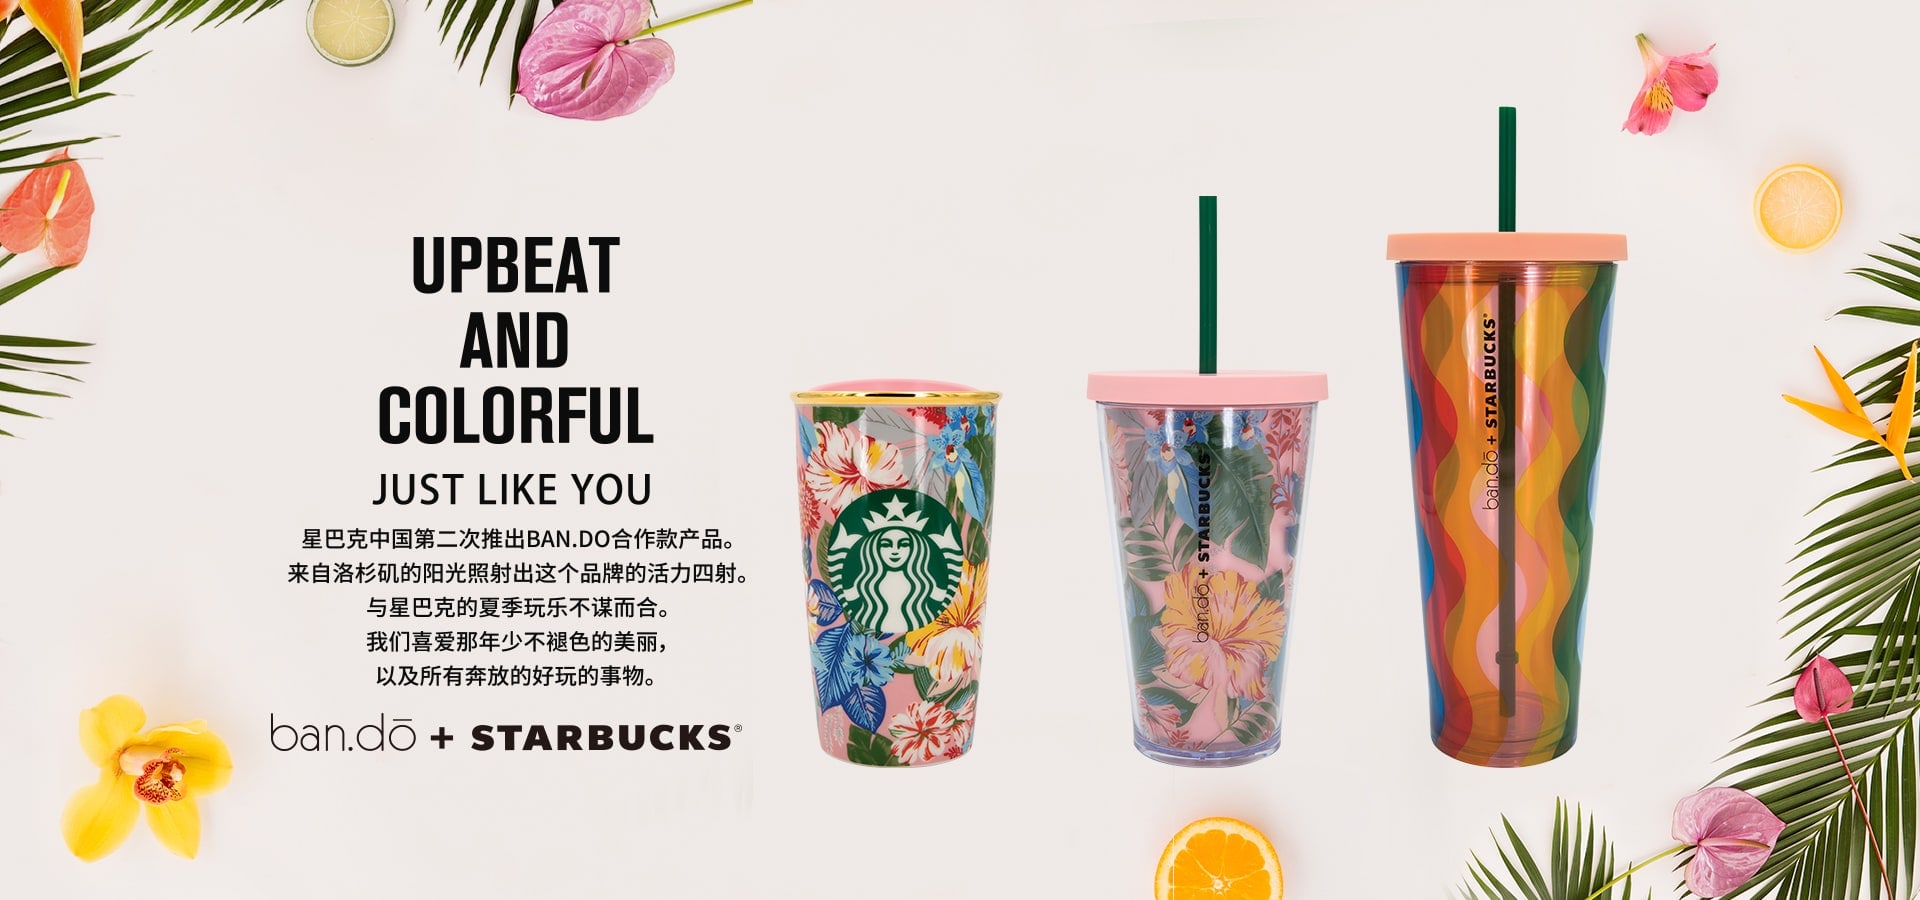 UPBEAT
AND
COLORFUL
JUST LIKE YOU
星巴克中国第二次推出BAN.DO合作款产品。
来自洛杉矶的阳光照射出这个品牌的活力四射。
与星巴克的夏季玩乐不谋而合。
我们喜爱那年少不褪色的美丽，
以及所有奔放的好玩的事物。
ban.dō + STARBUCKS®
ban.dō + STARBUCKS
ban.dō + STARBUCKS®